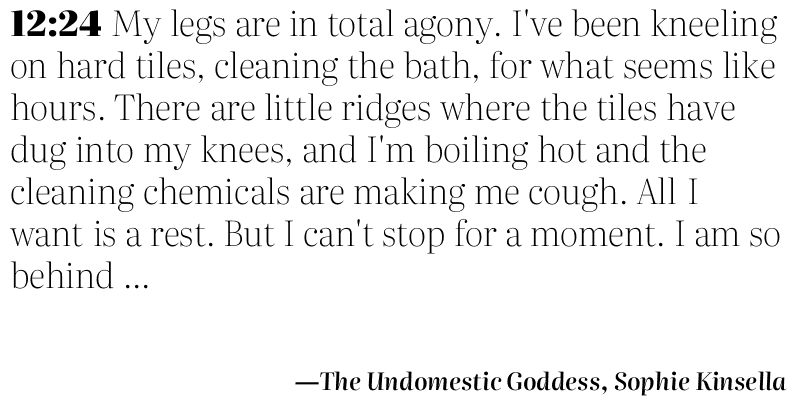 12:24 My legs are in total agony. I've been kneeling
on hard tiles, cleaning the bath, for what seems like
hours. There are little ridges where the tiles have
dug into my knees, and I'm boiling hot and the
cleaning chemicals are making me cough. All I
want is a rest. But I can't stop for a moment. I am so
behind ...
—The Undomestic Goddess, Sophie Kinsella